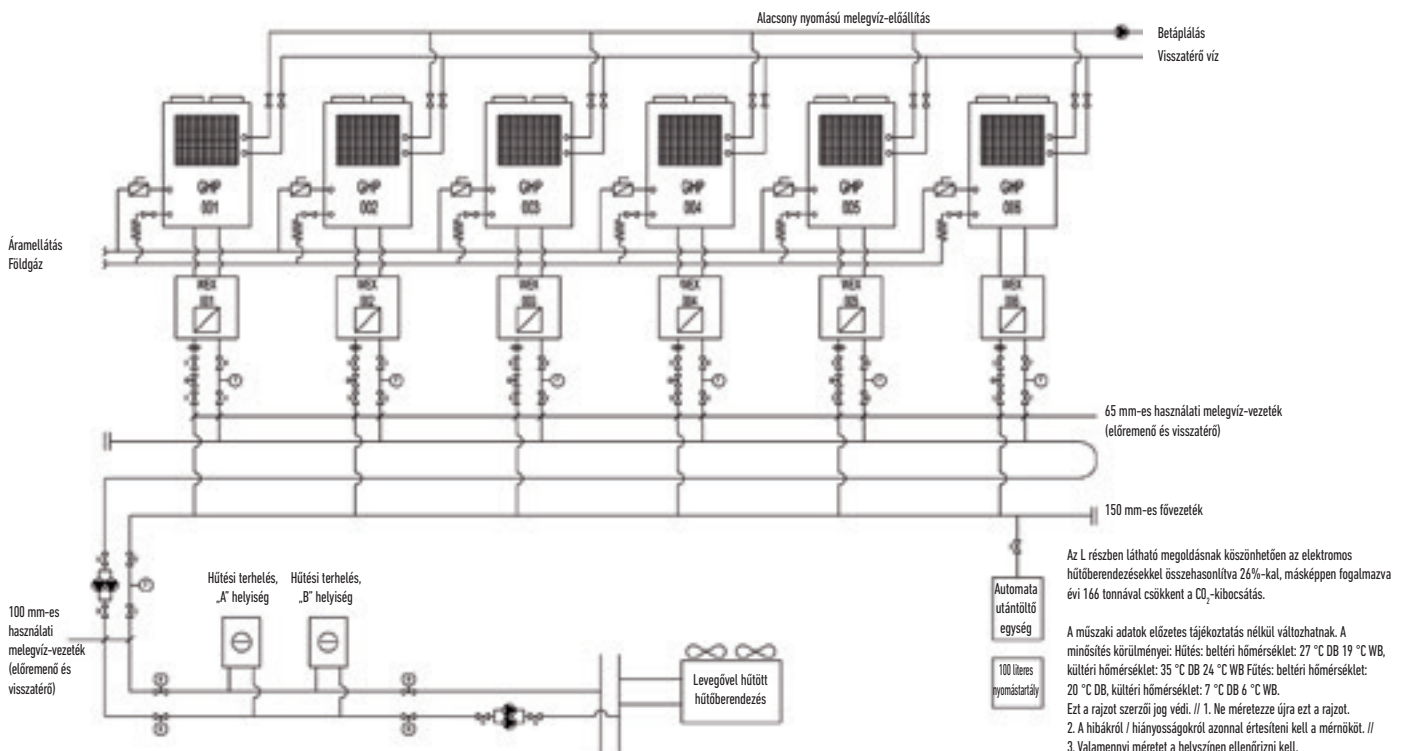 Alacsony nyomású melegvíz-előállítás
Betáplálás
Visszatérő víz
GHP
001
GHP
002
GHP
003
GHP
004
GHP
005
GHP
006
Áramellátás
Földgáz
WEX
001
WEX
002
WEX
003
WEX
004
WEX
005
WEX
006
65 mm-es használati melegvíz-vezeték
(előremenő és visszatérő)
150 mm-es fővezeték
Hűtési terhelés,
„A” helyiség
Hűtési terhelés,
„B” helyiség
100 mm-es
használati
melegvíz-vezeték
(előremenő és
visszatérő)
Levegővel hűtött
hűtőberendezés
Automata
utántöltő
egység
100 literes
nyomástartály
Az L részben látható megoldásnak köszönhetően az elektromos
hűtőberendezésekkel összehasonlítva 26%-kal, másképpen fogalmazva
évi 166 tonnával csökkent a CO₂-kibocsátás.
A műszaki adatok előzetes tájékoztatás nélkül változhatnak. A
minősítés körülményei: Hűtés: beltéri hőmérséklet: 27 °C DB 19 °C WB,
kültéri hőmérséklet: 35 °C DB 24 °C WB Fűtés: beltéri hőmérséklet:
20 °C DB, kültéri hőmérséklet: 7 °C DB 6 °C WB.
Ezt a rajzot szerzői jog védi. // 1. Ne méretezze újra ezt a rajzot.
2. A hibákról / hiányosságokról azonnal értesíteni kell a mérnököt. //
3. Valamennyi méretet a helyszínen ellenőrizni kell.